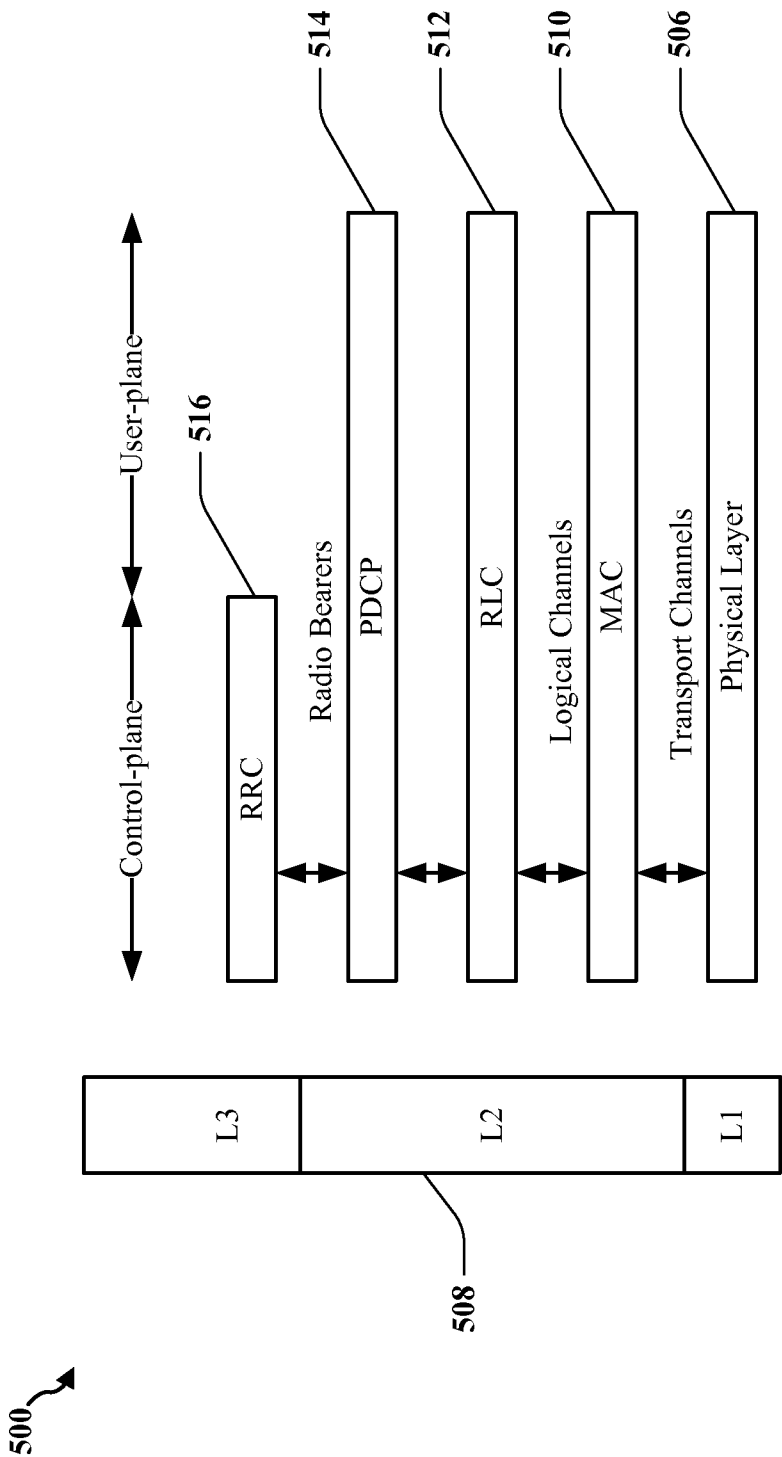 500
Control-plane
User-plane
516
RRC
Radio Bearers
514
PDCP
512
RLC
Logical Channels
510
MAC
Transport Channels
506
Physical Layer
L3
L2
L1
508